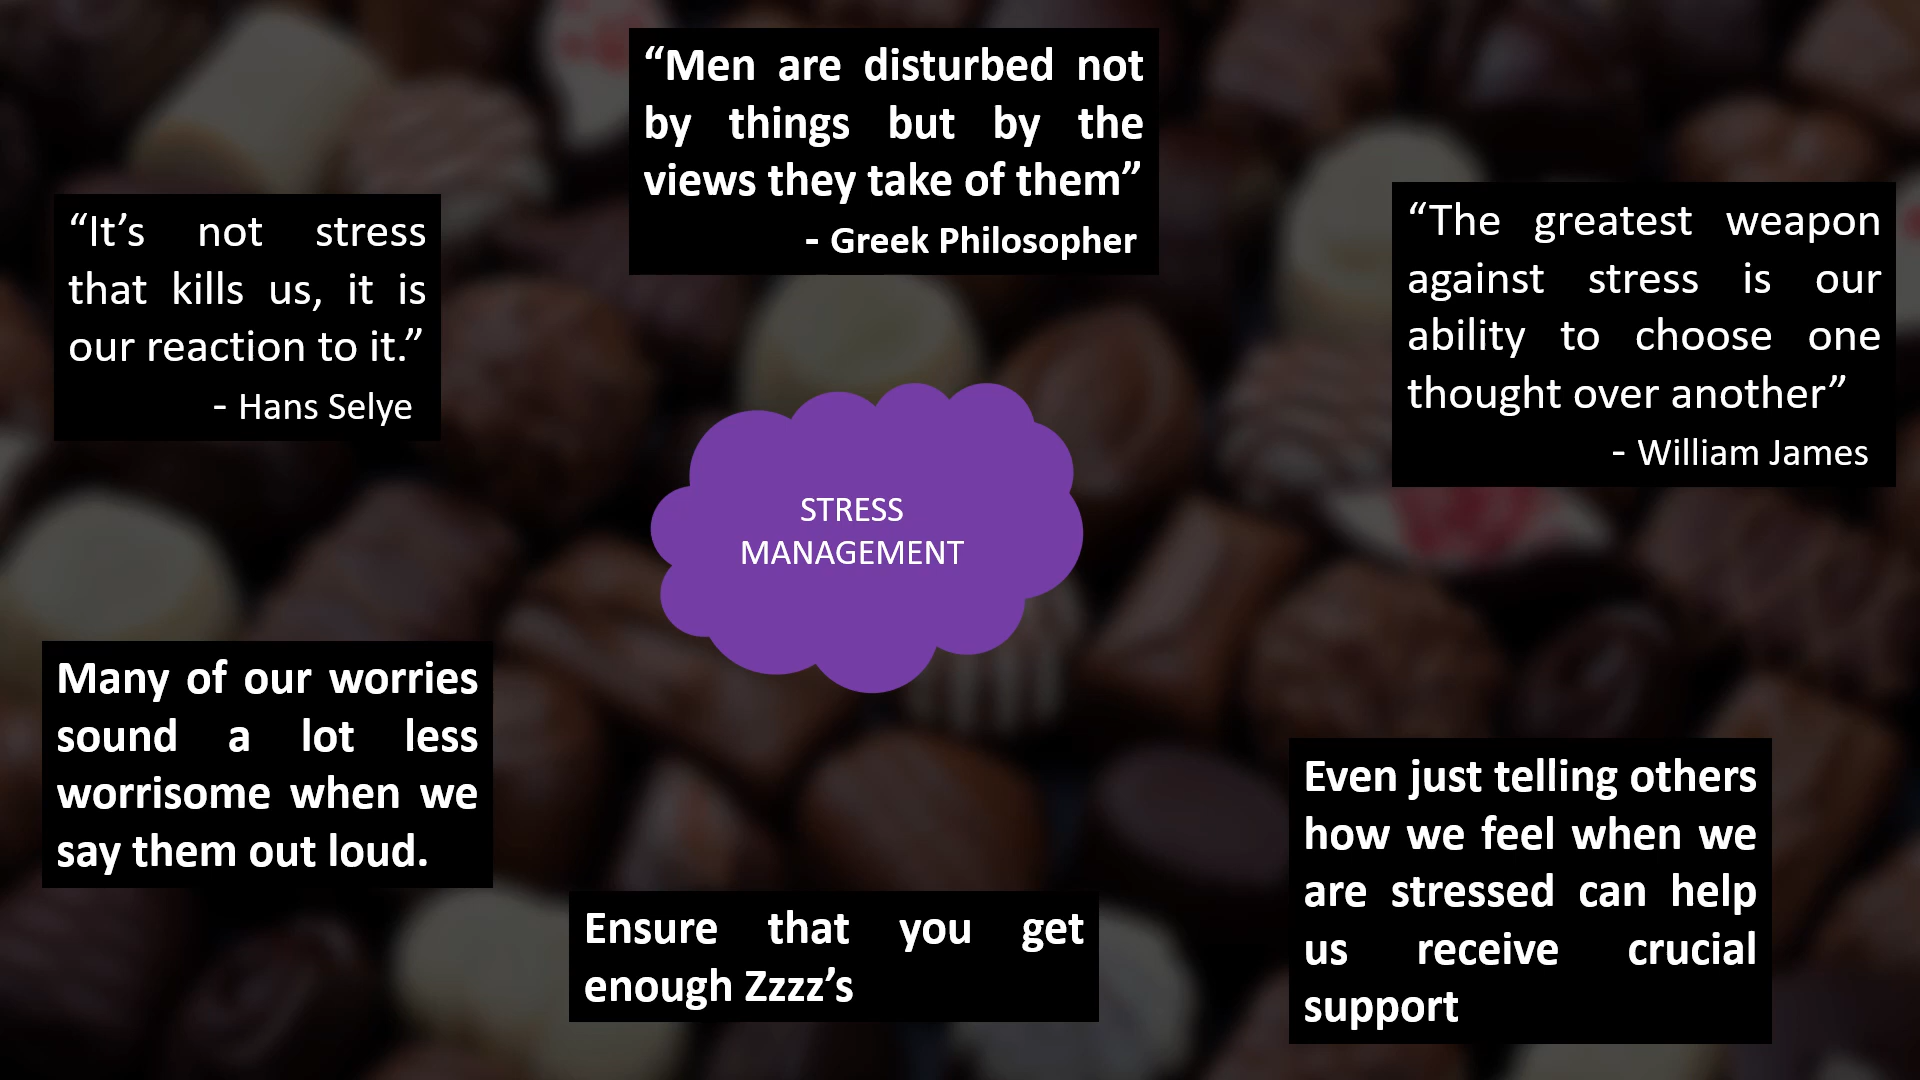 “Men are disturbed not
by things but by the
views they take of them”
- Greek Philosopher
“It’s not stress
that kills us, it is
our reaction to it.”
- Hans Selye
“The greatest weapon
against stress is our
ability to choose one
thought over another”
- William James
STRESS
MANAGEMENT
Many of our worries
sound a lot less
worrisome when we
say them out loud.
Even just telling others
how we feel when we
are stressed can help
us receive crucial
support
Ensure that you get
enough Zzzz’s